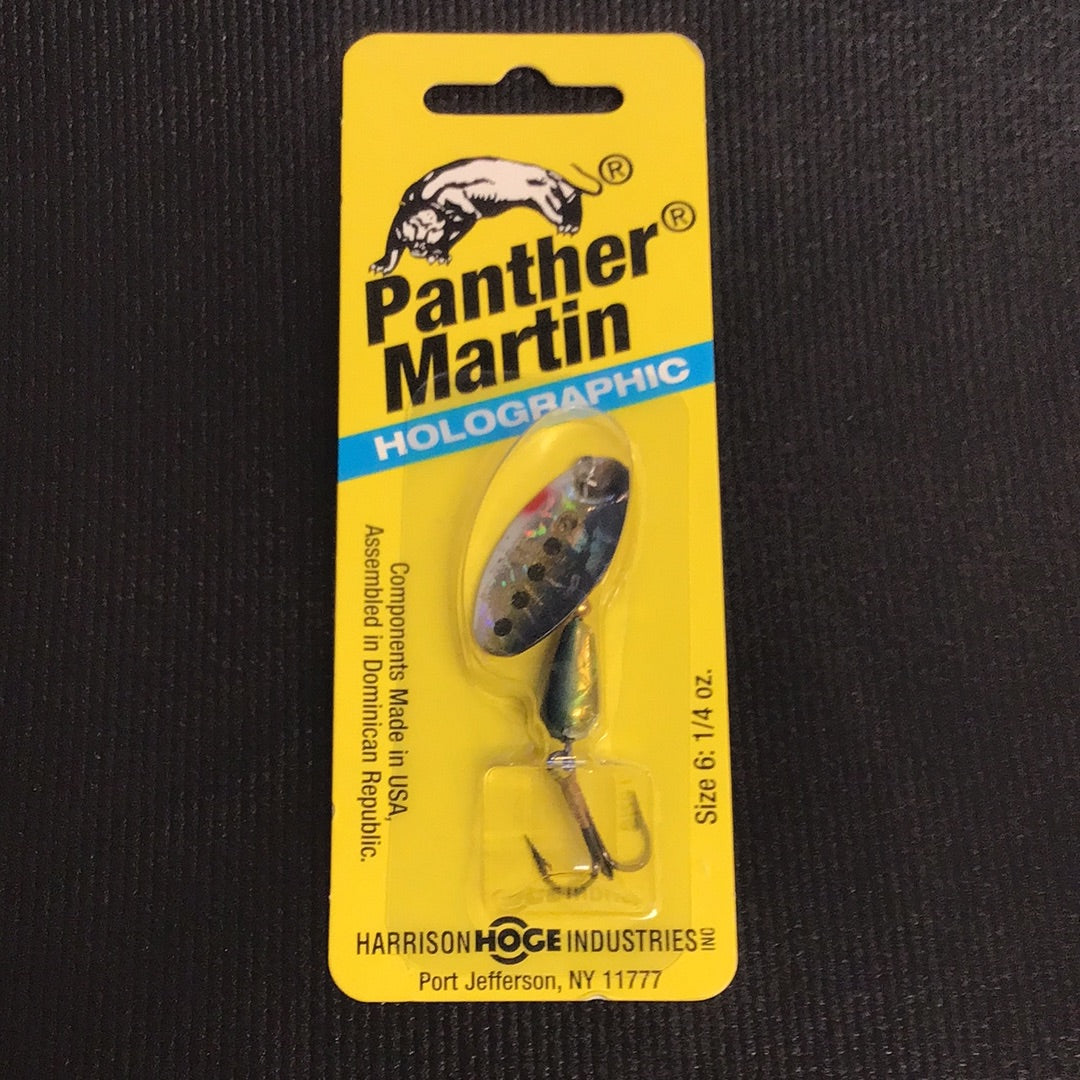 ®
Panther®
Martin
HOLOGRAPHIC
Components Made in USA,
Assembled in Dominican Republic.
Size 6: 1/4 oz.
HARRISON HOGE INDUSTRIES INC
Port Jefferson, NY 11777